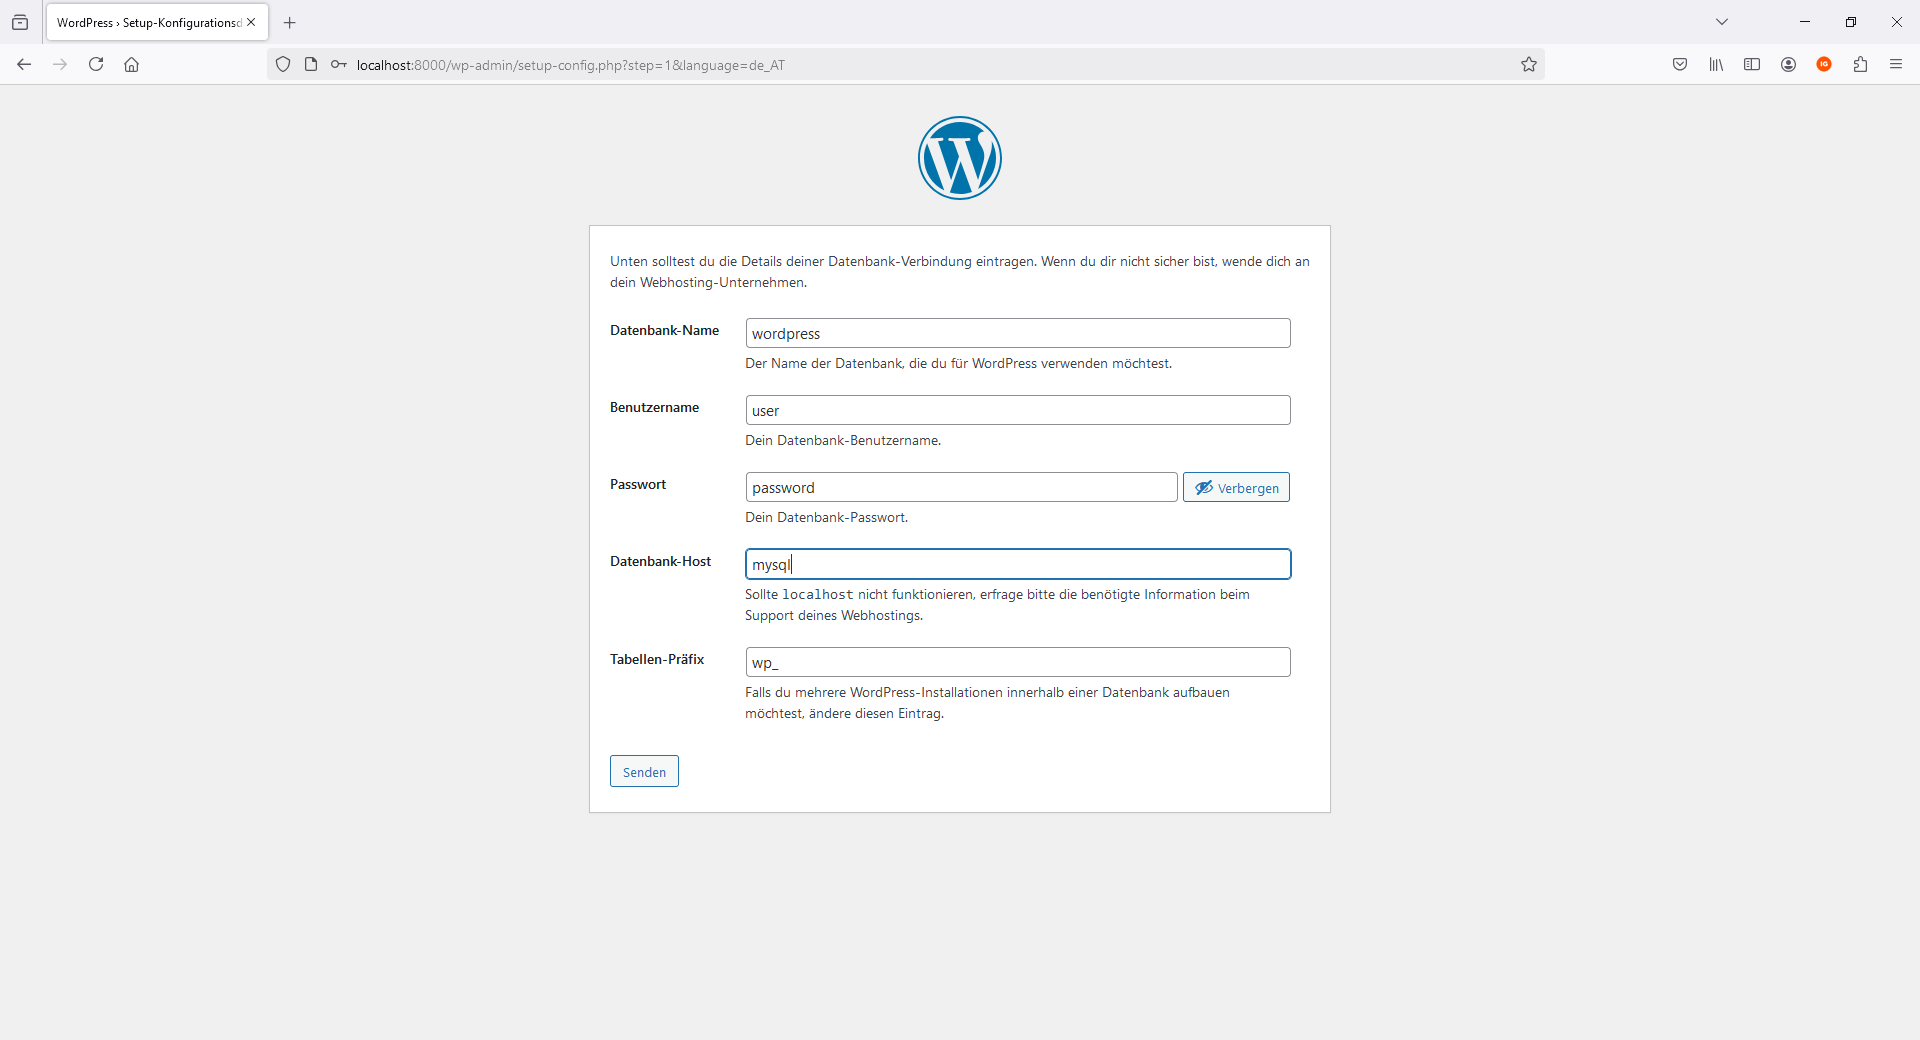 WordPress › Setup-Konfigurationsd
localhost:8000/wp-admin/setup-config.php?step=1&language=de_AT
IG
W
Unten solltest du die Details deiner Datenbank-Verbindung eintragen. Wenn du dir nicht sicher bist, wende dich an
dein Webhosting-Unternehmen.
Datenbank-Name
wordpress
Der Name der Datenbank, die du für WordPress verwenden möchtest.
Benutzername
user
Dein Datenbank-Benutzername.
Passwort
password
Verbergen
Dein Datenbank-Passwort.
Datenbank-Host
mysql
Sollte localhost nicht funktionieren, erfrage bitte die benötigte Information beim
Support deines Webhostings.
Tabellen-Präfix
wp_
Falls du mehrere WordPress-Installationen innerhalb einer Datenbank aufbauen
möchtest, ändere diesen Eintrag.
Senden